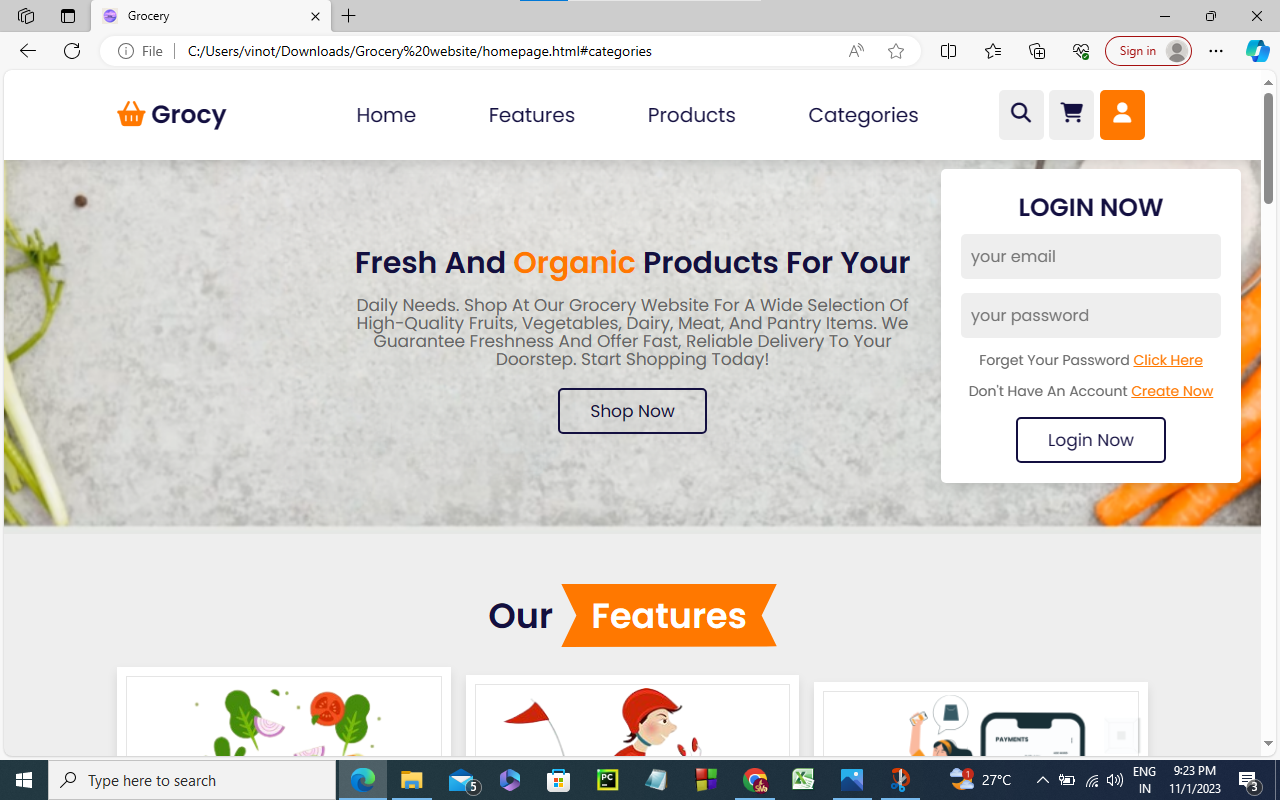 Grocery
File
C:/Users/vinot/Downloads/Grocery%20website/homepage.html#categories
Sign in
Grocy
Home
Features
Products
Categories
LOGIN NOW
your email
your password
Forget Your Password Click Here
Don't Have An Account Create Now
Login Now
Fresh And Organic Products For Your
Daily Needs. Shop At Our Grocery Website For A Wide Selection Of
High-Quality Fruits, Vegetables, Dairy, Meat, And Pantry Items. We
Guarantee Freshness And Offer Fast, Reliable Delivery To Your
Doorstep. Start Shopping Today!
Shop Now
Our Features
PAYMENTS
Type here to search
5
PC
1
27°C
ENG
IN
9:23 PM
11/1/2023
3